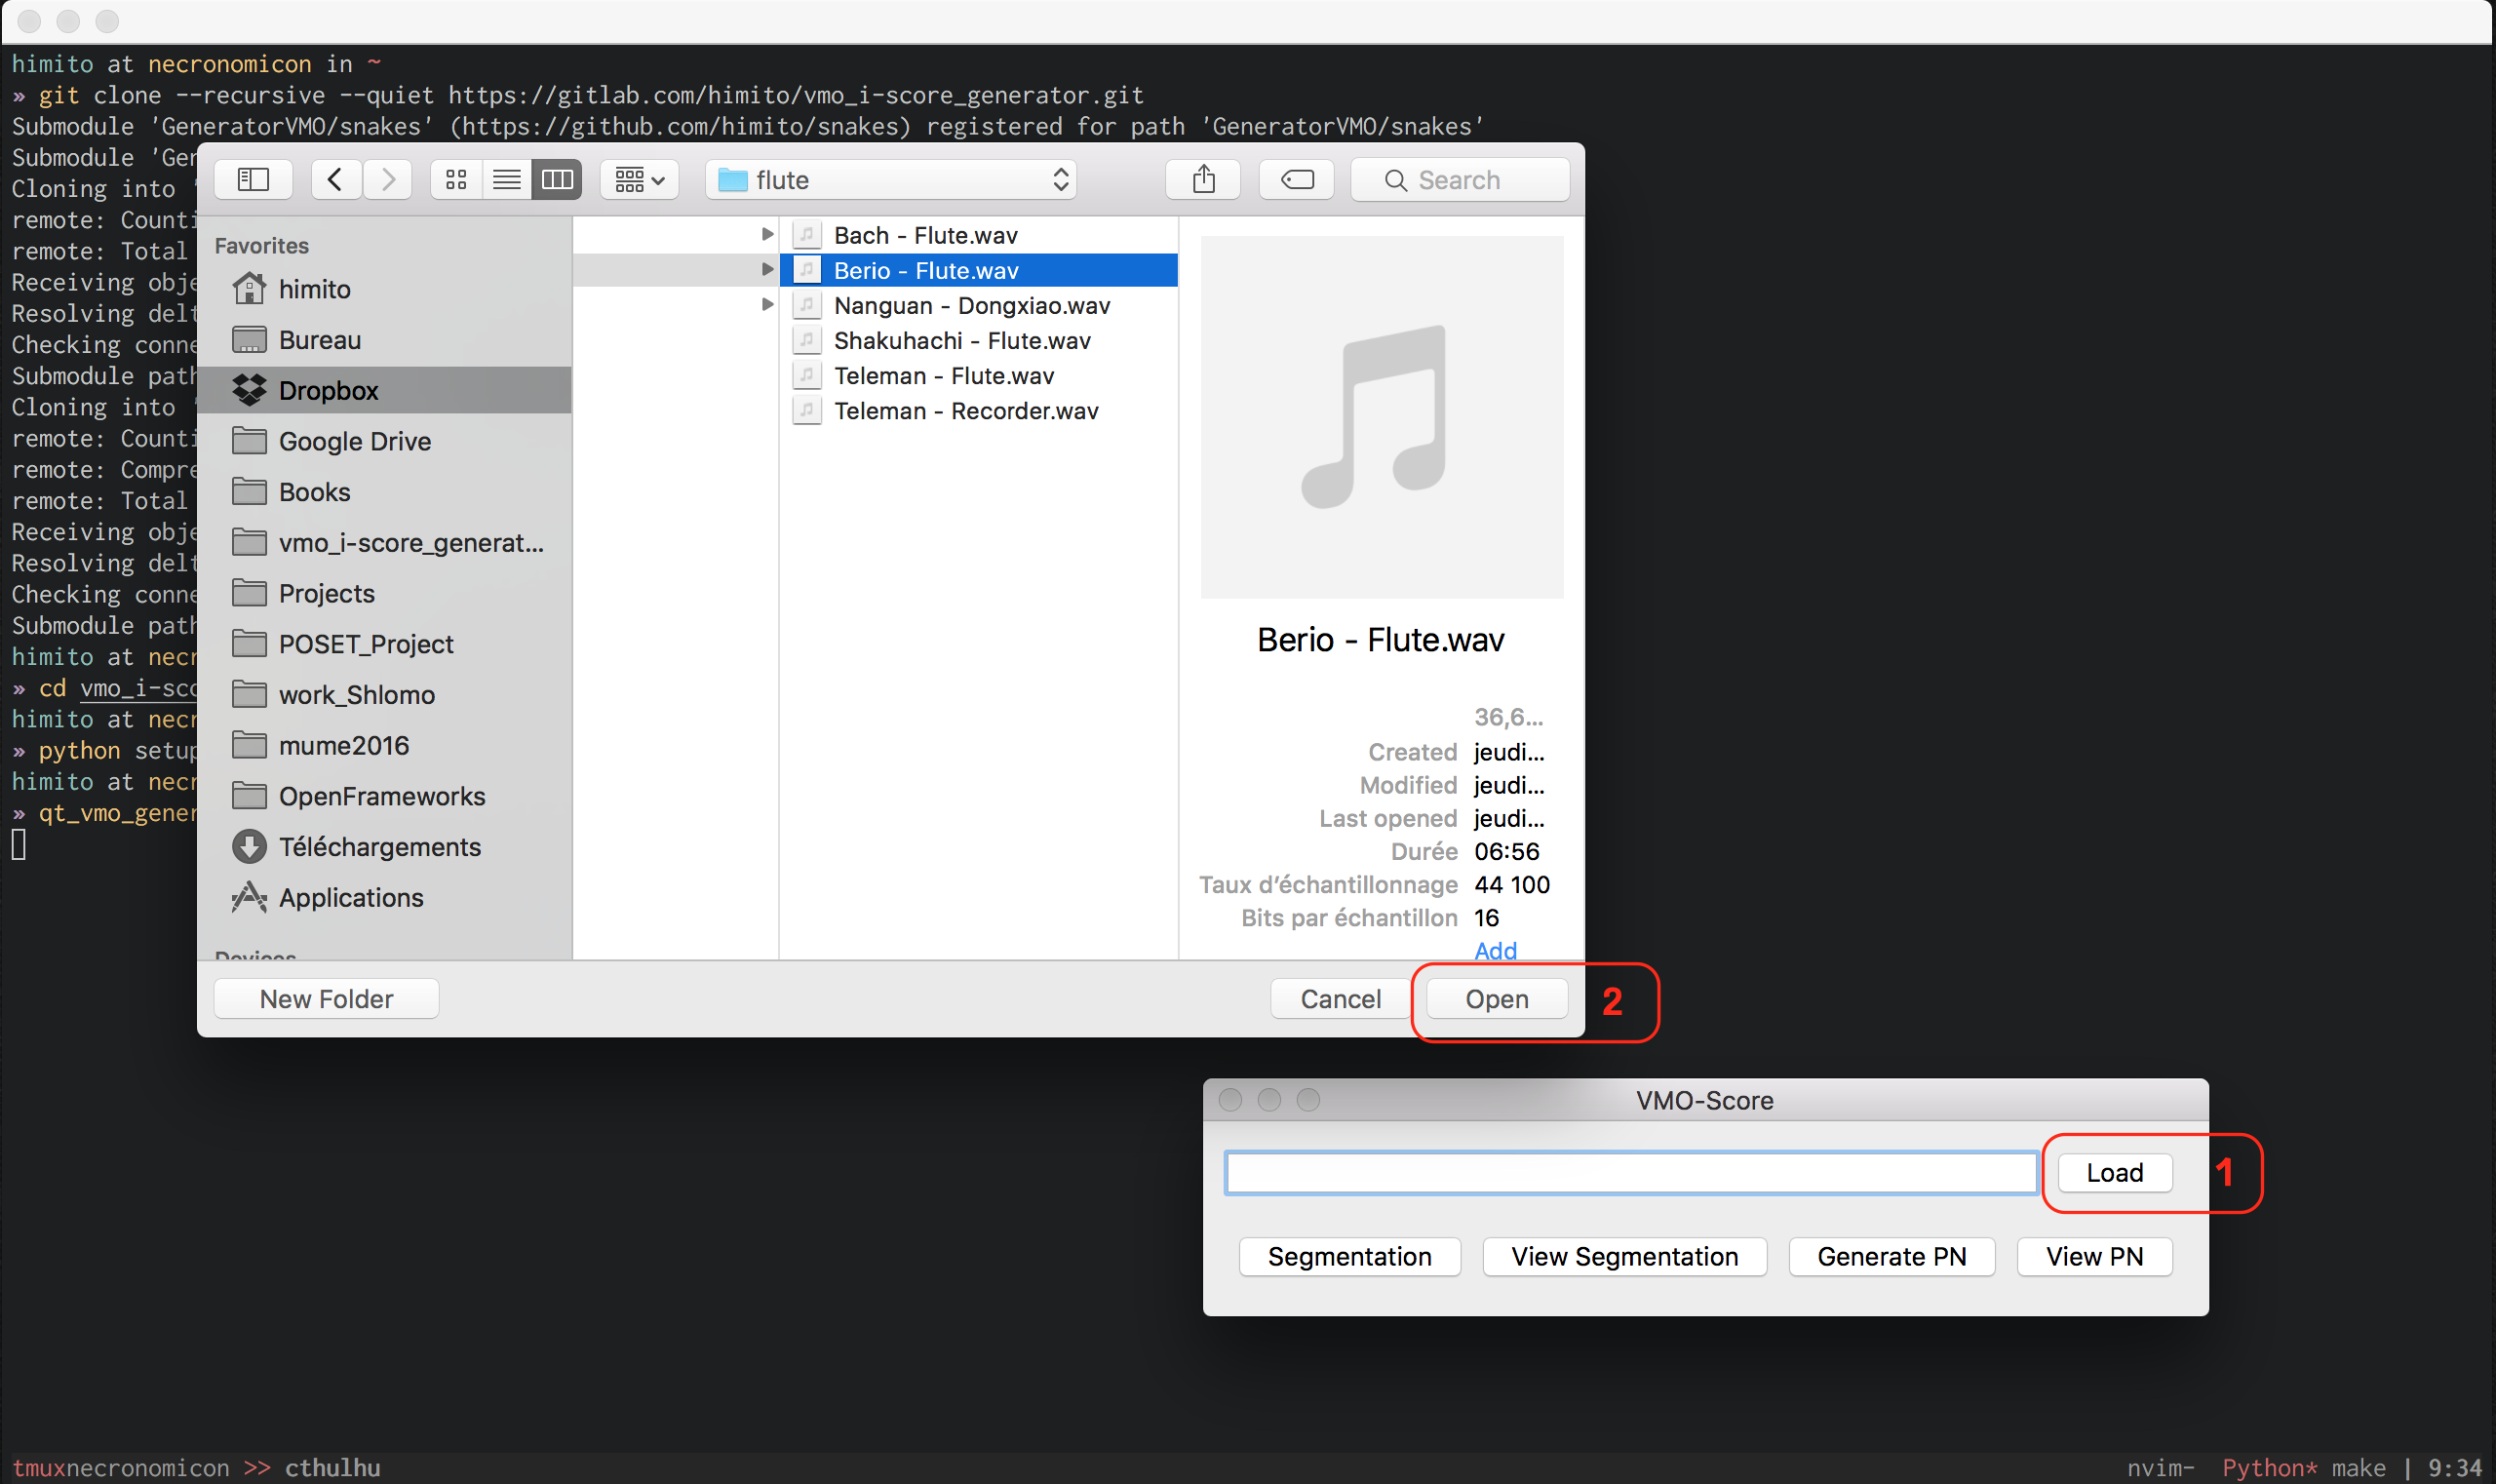 himito at necronomicon in ~
» git clone --recursive --quiet https://gitlab.com/himito/vmo_i-score_generator.git
Submodule 'GeneratorVMO/snakes' (https://github.com/himito/snakes) registered for path 'GeneratorVMO/snakes'
Submodule 'Ger
Cloning into '
remote: Counti
remote: Total
Receiving obje
Resolving delt
Checking conne
Submodule path
Cloning into '
remote: Counti
remote: Compre
remote: Total
Receiving obje
Resolving delt
Checking conne
Submodule path
himito at necr
» cd vmo_i-sco
himito at necr
» python setup
himito at necr
» qt_vmo_gener
flute
Search
Favorites
himito
Bureau
Dropbox
Google Drive
Books
vmo_i-score_generat...
Projects
POSET_Project
work_Shlomo
mume2016
OpenFrameworks
Téléchargements
Applications
Devices
Bach - Flute.wav
Berio - Flute.wav
Nanguan - Dongxiao.wav
Shakuhachi - Flute.wav
Teleman - Flute.wav
Teleman - Recorder.wav
Berio - Flute.wav
36,6...
Created jeudi...
Modified jeudi...
Last opened jeudi...
Durée 06:56
Taux d'échantillonnage 44 100
Bits par échantillon 16
Add
New Folder
Cancel
Open
2
VMO-Score
Load
1
Segmentation
View Segmentation
Generate PN
View PN
tmuxnecronomicon >> cthulhu
nvim- Python* make | 9:34